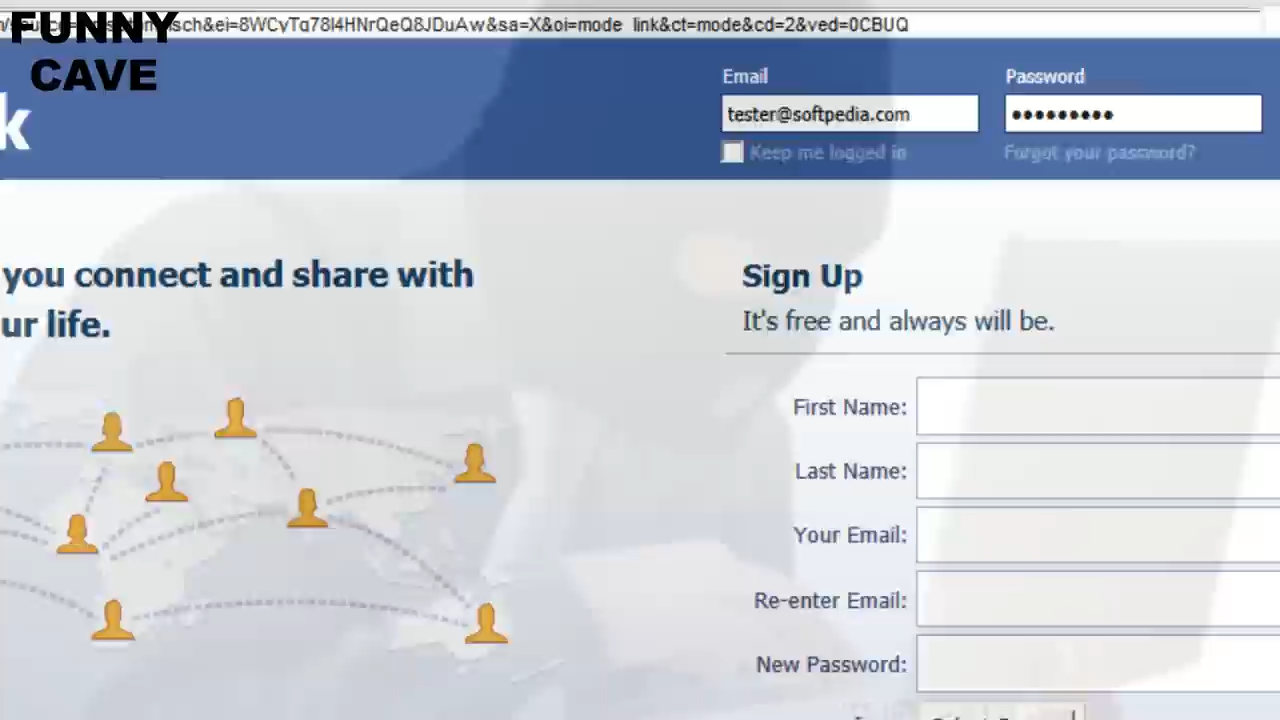 FUNNY
CAVE
sch&ei=8WCyTq78I4HNrQeQ8JDuAw&sa=X&oi=mode_link&ct=mode&cd=2&ved=0CBUQ
k
Email
Password
tester@softpedia.com
Keep me logged in
Forgot your password?
you connect and share with
ur life.
Sign Up
It's free and always will be.
First Name:
Last Name:
Your Email:
Re-enter Email:
New Password: